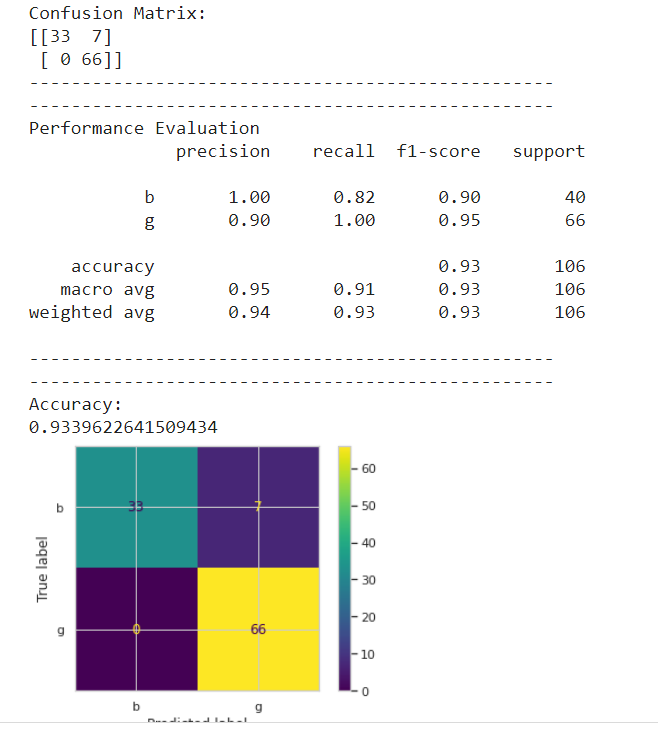 Confusion Matrix:
[[33  7]
 [ 0 66]]
--------------------------------------------------
--------------------------------------------------
Performance Evaluation
              precision    recall  f1-score   support

           b       1.00      0.82      0.90        40
           g       0.90      1.00      0.95        66

    accuracy                           0.93       106
   macro avg       0.95      0.91      0.93       106
weighted avg       0.94      0.93      0.93       106

--------------------------------------------------
--------------------------------------------------
Accuracy:
0.9339622641509434
60
50
40
30
20
10
0
True label
b
33
7
g
0
66
b
g
Predicted label